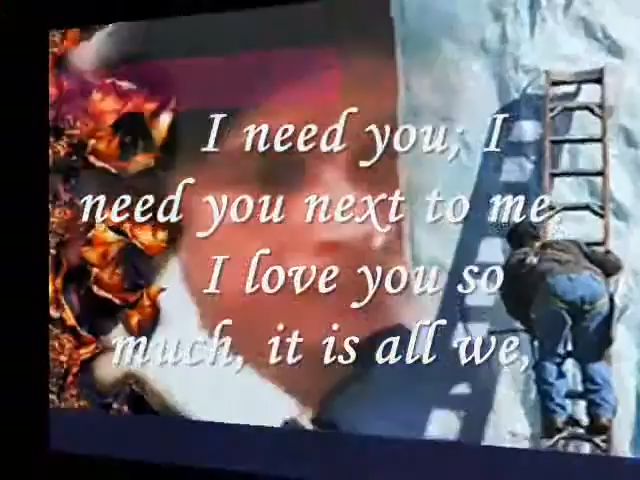 I need you; I
need you next to me.
I love you so
much, it is all we,